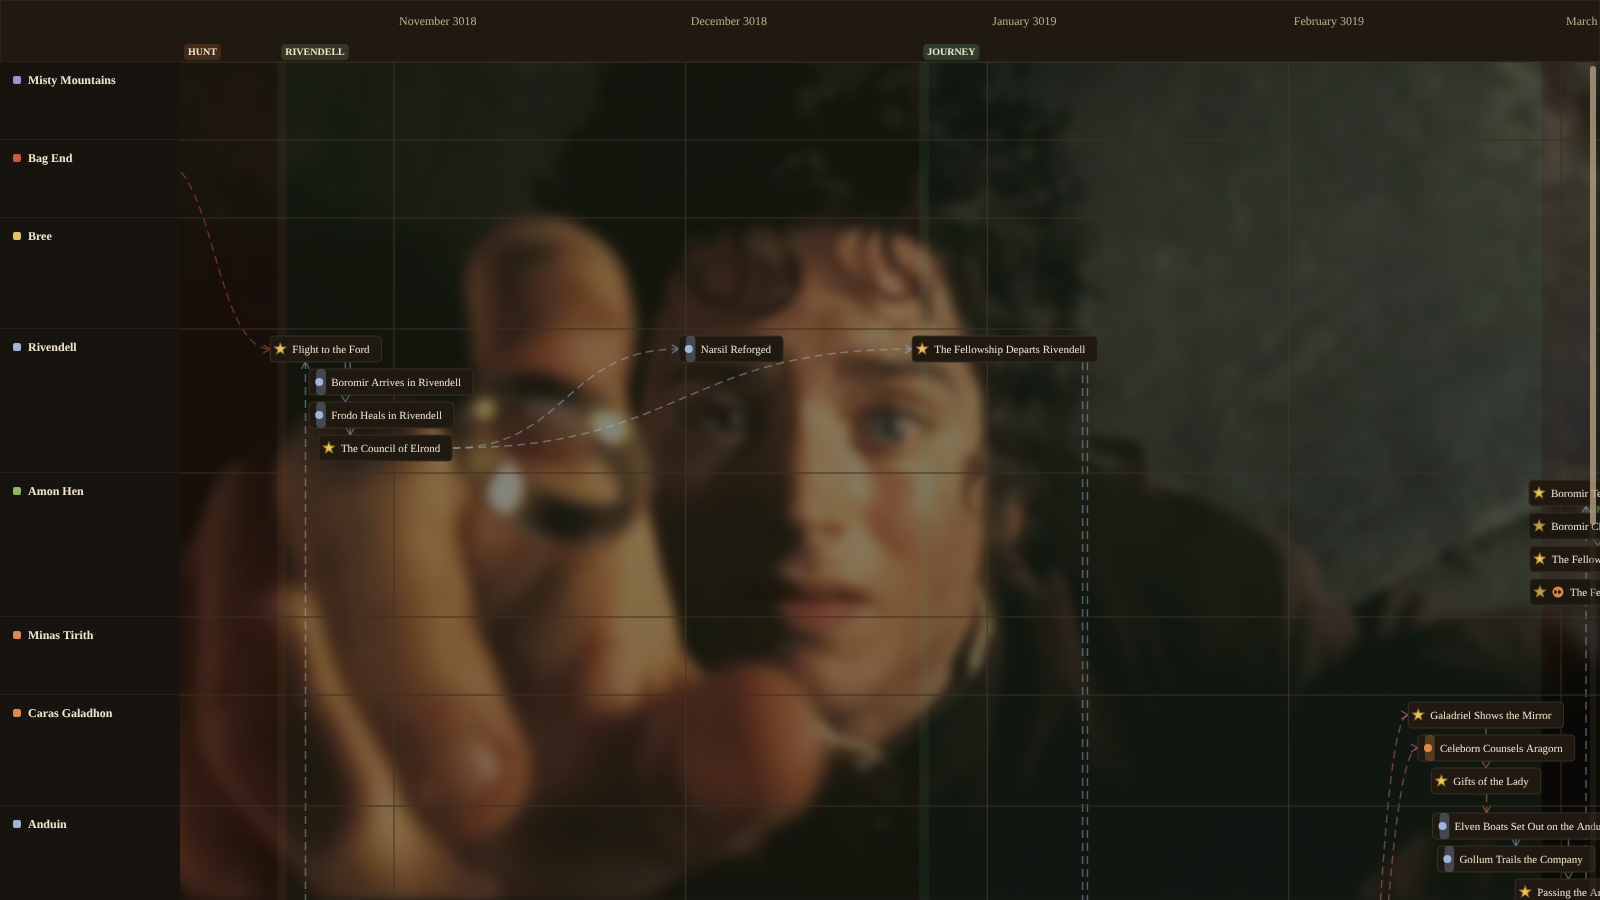 November 3018
December 3018
January 3019
February 3019
March
HUNT
RIVENDELL
JOURNEY
Misty Mountains
Bag End
Bree
Rivendell
Flight to the Ford
Narsil Reforged
The Fellowship Departs Rivendell
Boromir Arrives in Rivendell
Frodo Heals in Rivendell
The Council of Elrond
Amon Hen
Boromir
Boromir
The
The
Minas Tirith
Caras Galadhon
Galadriel Shows the Mirror
Celeborn Counsels Aragorn
Gifts of the Lady
Anduin
Elven Boats Set Out on the
Gollum Trails the Company
Passing the